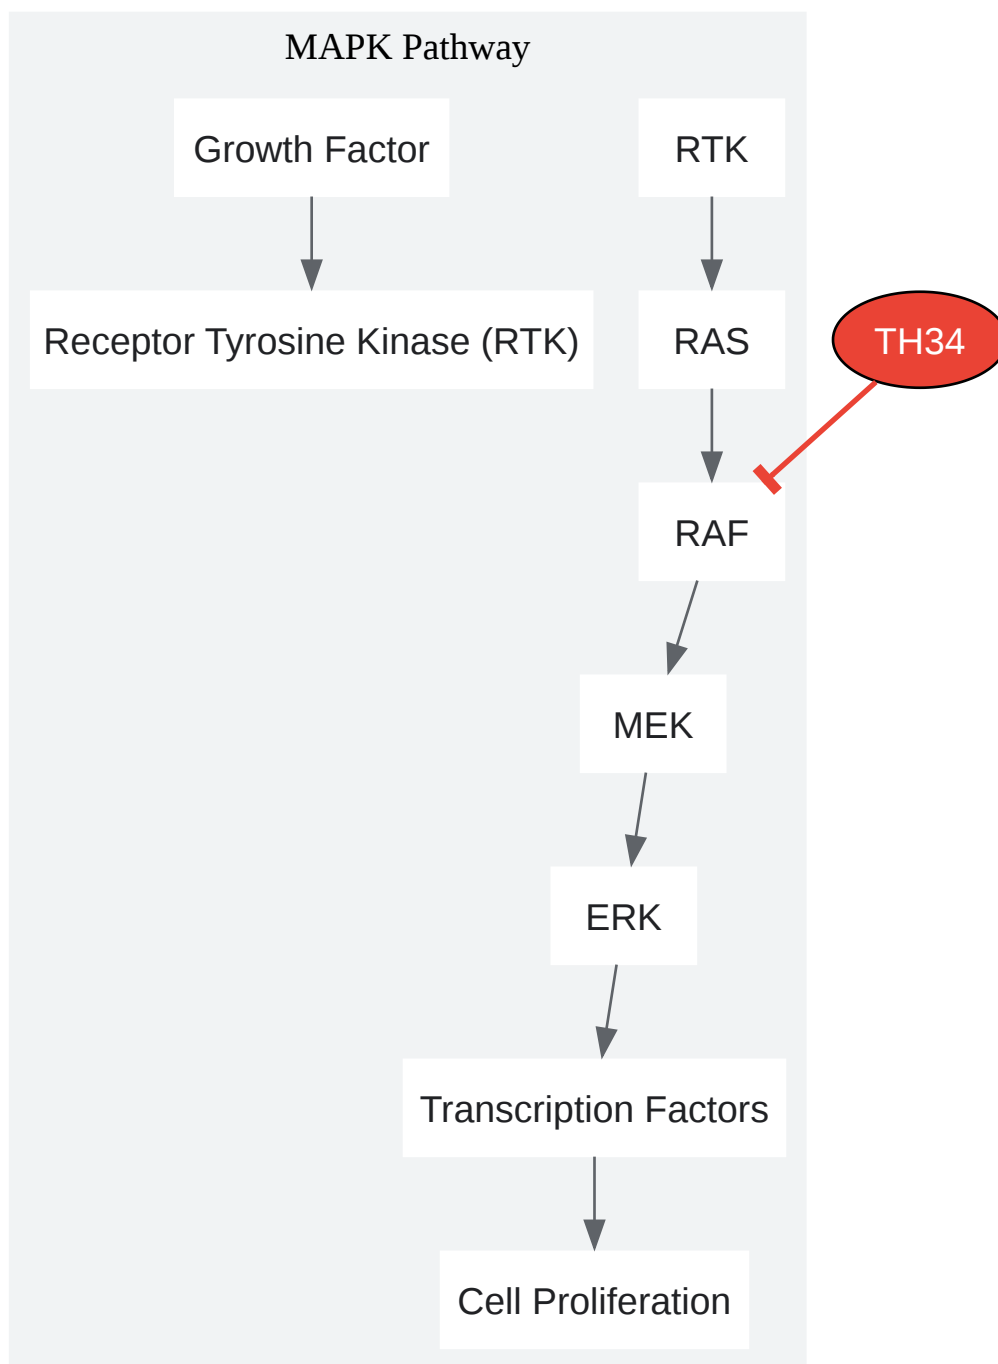 MAPK Pathway
Growth Factor
RTK
Receptor Tyrosine Kinase (RTK)
RAS
TH34
RAF
MEK
ERK
Transcription Factors
Cell Proliferation